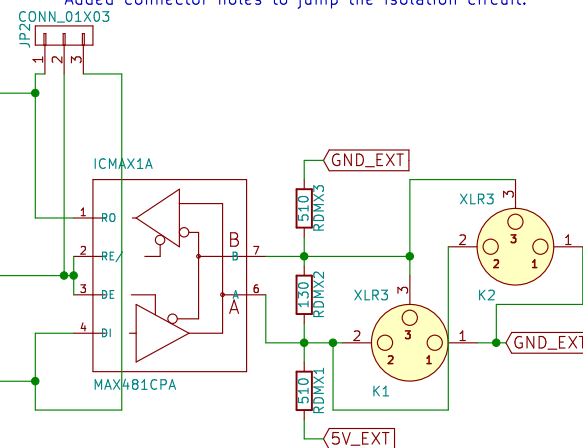 Added connector holes to jump the isolation circuit.
CONN_01X03
JP2
1
2
3
ICMAX1A
GND_EXT
510
RDMX3
XLR3
3
3
2
1
2
1
K2
1
RO
2
RE/
3
DE
4
DI
B
B
7
A
A
6
130
RDMX2
XLR3
3
3
2
1
2
1
K1
GND_EXT
MAX481CPA
510
RDMX1
5V_EXT